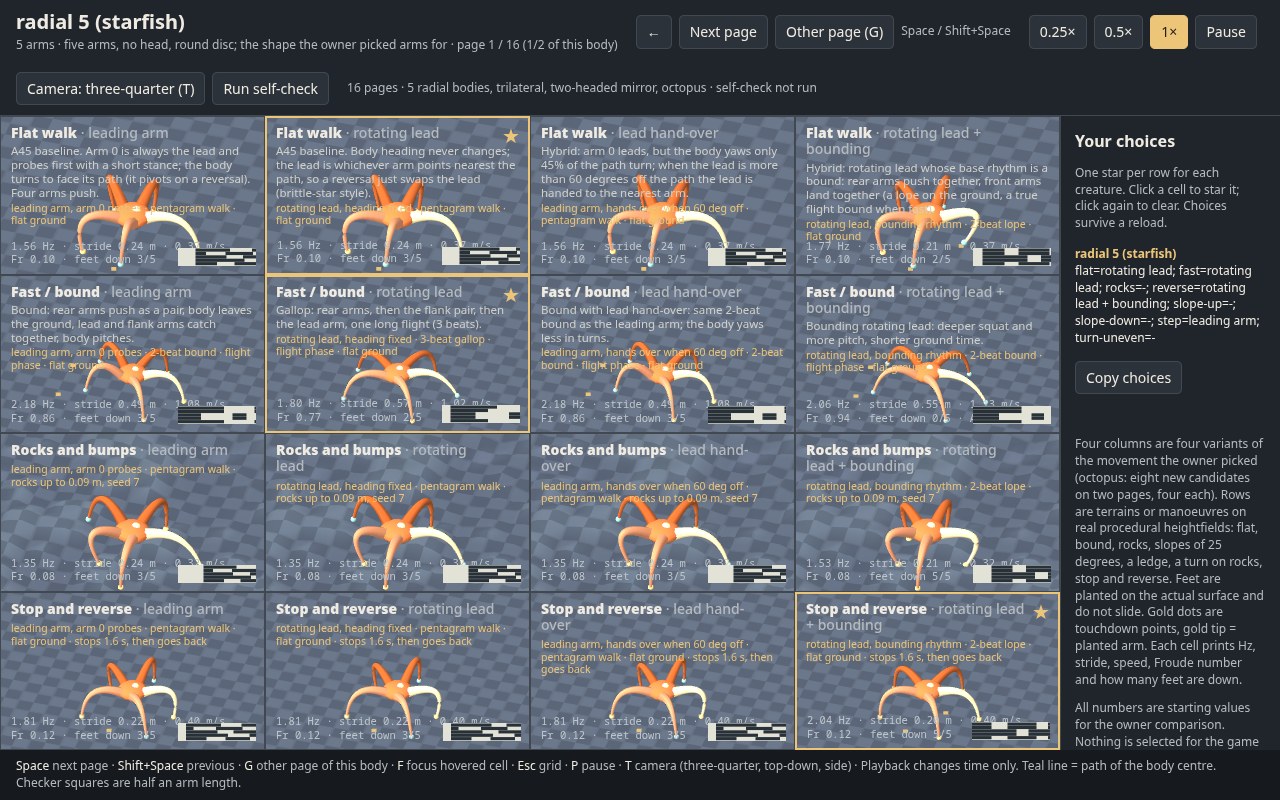 radial 5 (starfish)
5 arms · five arms, no head, round disc; the shape the owner picked arms for · page 1 / 16 (1/2 of this body)
←
Next page
Other page (G)
Space / Shift+Space
0.25×
0.5×
1×
Pause
Camera: three-quarter (T)
Run self-check
16 pages · 5 radial bodies, trilateral, two-headed mirror, octopus · self-check not run
Flat walk · leading arm
A45 baseline. Arm 0 is always the lead and
probes first with a short stance; the body
turns to face its path (it pivots on a reversal).
Four arms push.
leading arm, arm 0 probes · pentagram walk ·
flat ground
1.56 Hz · stride 0.24 m · 0.37 m/s
Fr 0.10 · feet down 3/5
Flat walk · rotating lead
★
A45 baseline. Body heading never changes;
the lead is whichever arm points nearest the
path, so a reversal just swaps the lead
(brittle-star style).
rotating lead, heading fixed · pentagram walk ·
flat ground
1.56 Hz · stride 0.24 m · 0.37 m/s
Fr 0.10 · feet down 3/5
Flat walk · lead hand-over
Hybrid: arm 0 leads, but the body yaws only
45% of the path turn; when the lead is more
than 60 degrees off the path the lead is
handed to the nearest arm.
leading arm, hands over when 60 deg off ·
pentagram walk · flat ground
1.56 Hz · stride 0.24 m · 0.37 m/s
Fr 0.10 · feet down 3/5
Flat walk · rotating lead +
bounding
Hybrid: rotating lead whose base rhythm is a
bound: rear arms push together, front arms
land together (a lope on the ground, a true
flight bound when fast).
rotating lead, bounding rhythm · 2-beat lope ·
flat ground
1.77 Hz · stride 0.21 m · 0.37 m/s
Fr 0.10 · feet down 2/5
Fast / bound · leading arm
Bound: rear arms push as a pair, body leaves
the ground, lead and flank arms catch
together, body pitches.
leading arm, arm 0 probes · 2-beat bound · flight
phase · flat ground
2.18 Hz · stride 0.49 m · 1.08 m/s
Fr 0.86 · feet down 3/5
Fast / bound · rotating lead
★
Gallop: rear arms, then the flank pair, then
the lead arm, one long flight (3 beats).
rotating lead, heading fixed · 3-beat gallop ·
flight phase · flat ground
1.80 Hz · stride 0.57 m · 1.02 m/s
Fr 0.77 · feet down 2/5
Fast / bound · lead hand-over
Bound with lead hand-over: same 2-beat
bound as the leading arm; the body yaws
less in turns.
leading arm, hands over when 60 deg off · 2-beat
bound · flight phase · flat ground
2.18 Hz · stride 0.49 m · 1.08 m/s
Fr 0.86 · feet down 3/5
Fast / bound · rotating lead +
bounding
Bounding rotating lead: deeper squat and
more pitch, shorter ground time.
rotating lead, bounding rhythm · 2-beat bound ·
flight phase · flat ground
2.06 Hz · stride 0.55 m · m/s
Fr 0.94 · feet down 0/5
Rocks and bumps · leading arm
leading arm, arm 0 probes · pentagram walk ·
rocks up to 0.09 m, seed 7
1.35 Hz · stride 0.24 m · m/s
Fr 0.08 · feet down 3/5
Rocks and bumps · rotating
lead
rotating lead, heading fixed · pentagram walk ·
rocks up to 0.09 m, seed 7
1.35 Hz · stride 0.24 m · m/s
Fr 0.08 · feet down 3/5
Rocks and bumps · lead hand-
over
leading arm, hands over when 60 deg off ·
pentagram walk · rocks up to 0.09 m, seed 7
1.35 Hz · stride 0.24 m · m/s
Fr 0.08 · feet down 3/5
Rocks and bumps · rotating
lead + bounding
rotating lead, bounding rhythm · 2-beat lope ·
rocks up to 0.09 m, seed 7
1.53 Hz · stride 0.21 m · 0.32 m/s
Fr 0.08 · feet down 5/5
Stop and reverse · leading arm
leading arm, arm 0 probes · pentagram walk ·
flat ground · stops 1.6 s, then goes back
1.81 Hz · stride 0.22 m · 0.40 m/s
Fr 0.12 · feet down 3/5
Stop and reverse · rotating lead
rotating lead, heading fixed · pentagram walk ·
flat ground · stops 1.6 s, then goes back
1.81 Hz · stride 0.22 m · 0.40 m/s
Fr 0.12 · feet down 3/5
Stop and reverse · lead hand-
over
leading arm, hands over when 60 deg off ·
pentagram walk · flat ground · stops 1.6 s, then
goes back
1.81 Hz · stride 0.22 m · 0.40 m/s
Fr 0.12 · feet down 3/5
Stop and reverse · rotating lead
+ bounding
★
rotating lead, bounding rhythm · 2-beat lope ·
flat ground · stops 1.6 s, then goes back
2.04 Hz · stride 0.20 m · 0.40 m/s
Fr 0.12 · feet down 5/5
Your choices
One star per row for each
creature. Click a cell to star it;
click again to clear. Choices
survive a reload.
radial 5 (starfish)
flat=rotating lead; fast=rotating
lead; rocks=-; reverse=rotating
lead + bounding; slope-up=-;
slope-down=-; step=leading arm;
turn-uneven=-
Copy choices
Four columns are four variants of
the movement the owner picked
(octopus: eight new candidates
on two pages, four each). Rows
are terrains or manoeuvres on
real procedural heightfields: flat,
bound, rocks, slopes of 25
degrees, a ledge, a turn on rocks,
stop and reverse. Feet are
planted on the actual surface and
do not slide. Gold dots are
touchdown points, gold tip =
planted arm. Each cell prints Hz,
stride, speed, Froude number
and how many feet are down.
All numbers are starting values
for the owner comparison.
Nothing is selected for the game
Space next page · Shift+Space previous · G other page of this body · F focus hovered cell · Esc grid · P pause · T camera (three-quarter, top-down, side) · Playback changes time only. Teal line = path of the body centre.
Checker squares are half an arm length.